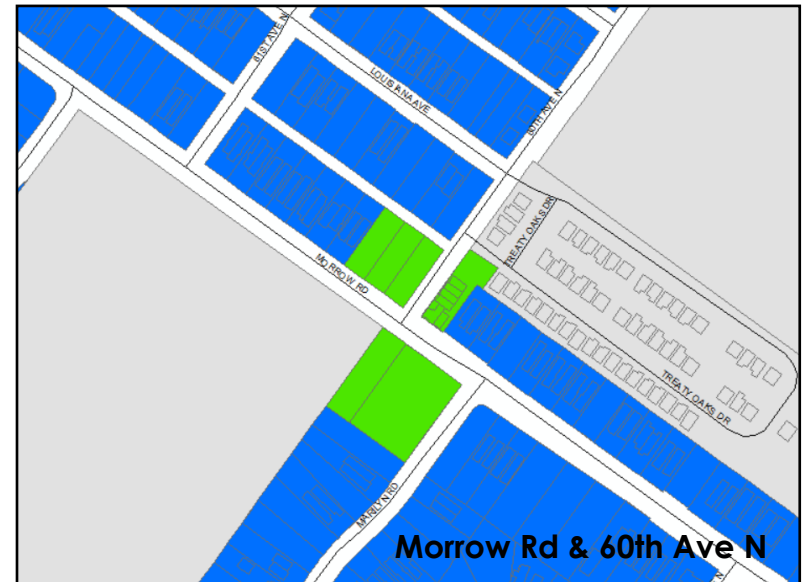 61ST AVE N
LOUISIANA AVE
60TH AVE N
TREATY OAKS DR
MORROW RD
TREATY OAKS DR
MARILYN RD
Morrow Rd & 60th Ave N
N